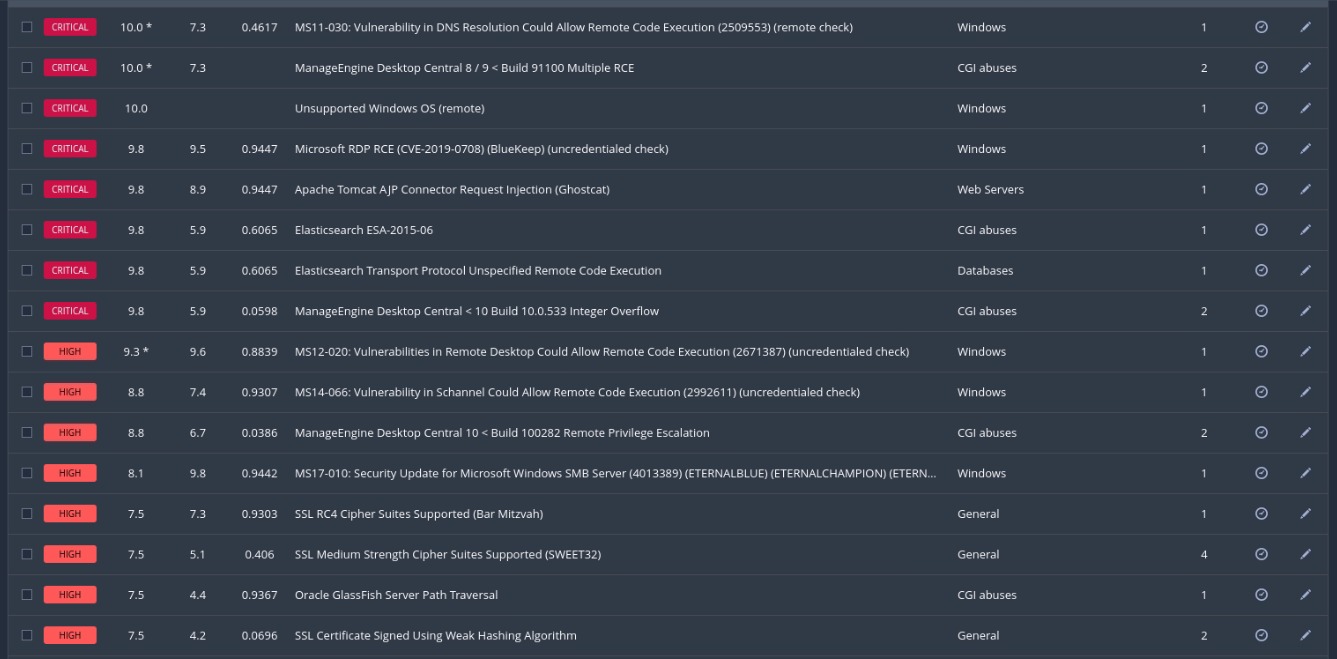 CRITICAL 10.0 * 7.3 0.4617 MS11-030: Vulnerability in DNS Resolution Could Allow Remote Code Execution (2509553) (remote check) Windows 1
CRITICAL 10.0 * 7.3 ManageEngine Desktop Central 8 / 9 < Build 91100 Multiple RCE CGI abuses 2
CRITICAL 10.0 Unsupported Windows OS (remote) Windows 1
CRITICAL 9.8 9.5 0.9447 Microsoft RDP RCE (CVE-2019-0708) (BlueKeep) (uncredentialed check) Windows 1
CRITICAL 9.8 8.9 0.9447 Apache Tomcat AJP Connector Request Injection (Ghostcat) Web Servers 1
CRITICAL 9.8 5.9 0.6065 Elasticsearch ESA-2015-06 CGI abuses 1
CRITICAL 9.8 5.9 0.6065 Elasticsearch Transport Protocol Unspecified Remote Code Execution Databases 1
CRITICAL 9.8 5.9 0.0598 ManageEngine Desktop Central < 10 Build 10.0.533 Integer Overflow CGI abuses 2
HIGH 9.3 * 9.6 0.8839 MS12-020: Vulnerabilities in Remote Desktop Could Allow Remote Code Execution (2671387) (uncredentialed check) Windows 1
HIGH 8.8 7.4 0.9307 MS14-066: Vulnerability in Schannel Could Allow Remote Code Execution (2992611) (uncredentialed check) Windows 1
HIGH 8.8 6.7 0.0386 ManageEngine Desktop Central 10 < Build 100282 Remote Privilege Escalation CGI abuses 2
HIGH 8.1 9.8 0.9442 MS17-010: Security Update for Microsoft Windows SMB Server (4013389) (ETERNALBLUE) (ETERNALCHAMPION) (ETERN... Windows 1
HIGH 7.5 7.3 0.9303 SSL RC4 Cipher Suites Supported (Bar Mitzvah) General 1
HIGH 7.5 5.1 0.406 SSL Medium Strength Cipher Suites Supported (SWEET32) General 4
HIGH 7.5 4.4 0.9367 Oracle GlassFish Server Path Traversal CGI abuses 1
HIGH 7.5 4.2 0.0696 SSL Certificate Signed Using Weak Hashing Algorithm General 2